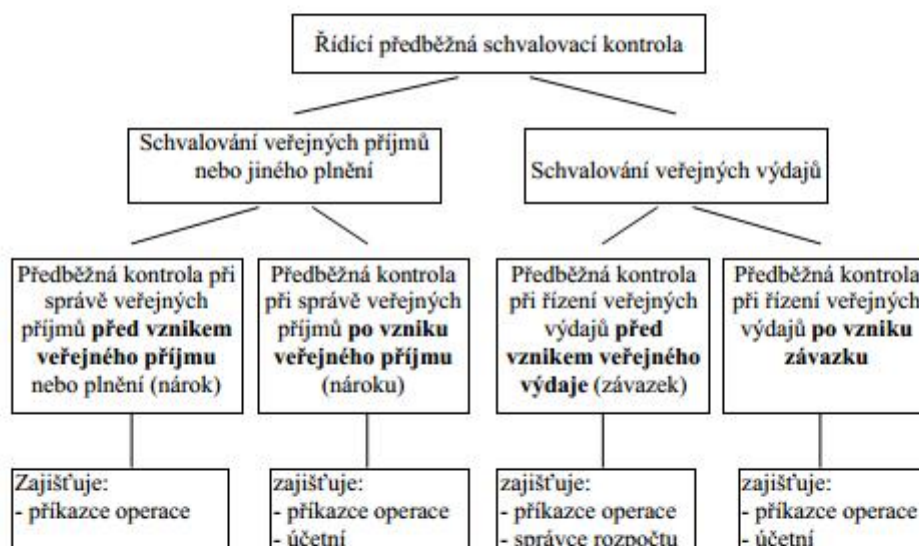 Řídící předběžná schvalovací kontrola
Schvalování veřejných příjmů
nebo jiného plnění
Schvalování veřejných výdajů
Předběžná kontrola při
správě veřejných
příjmů před vznikem
veřejného příjmu
nebo plnění (nárok)
Předběžná kontrola
při správě veřejných
příjmů po vzniku
veřejného příjmu
(nároku)
Předběžná kontrola
při řízení veřejných
výdajů před
vznikem veřejného
výdaje (závazek)
Předběžná kontrola
při řízení veřejných
výdajů po vzniku
závazku
Zajišťuje:
- příkazce operace
zajišťuje:
- příkazce operace
- účetní
zajišťuje:
- příkazce operace
- správce rozpočtu
zajišťuje:
- příkazce operace
- účetní